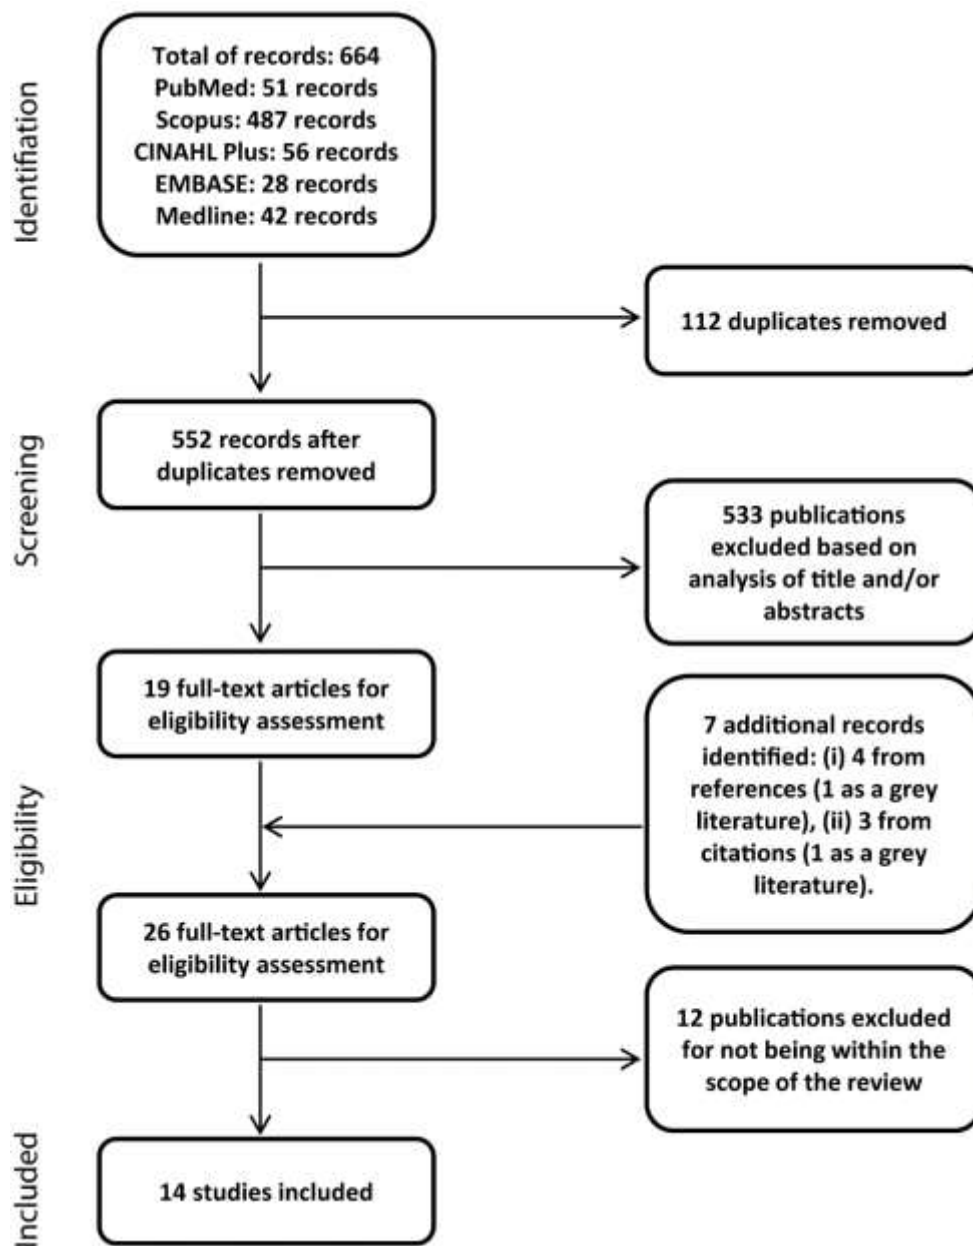 Identifiation
Total of records: 664
PubMed: 51 records
Scopus: 487 records
CINAHL Plus: 56 records
EMBASE: 28 records
Medline: 42 records
112 duplicates removed
Screening
552 records after
duplicates removed
533 publications
excluded based on
analysis of title and/or
abstracts
19 full-text articles for
eligibility assessment
Eligibility
7 additional records
identified: (i) 4 from
references (1 as a grey
literature), (ii) 3 from
citations (1 as a grey
literature).
26 full-text articles for
eligibility assessment
12 publications excluded
for not being within the
scope of the review
Included
14 studies included